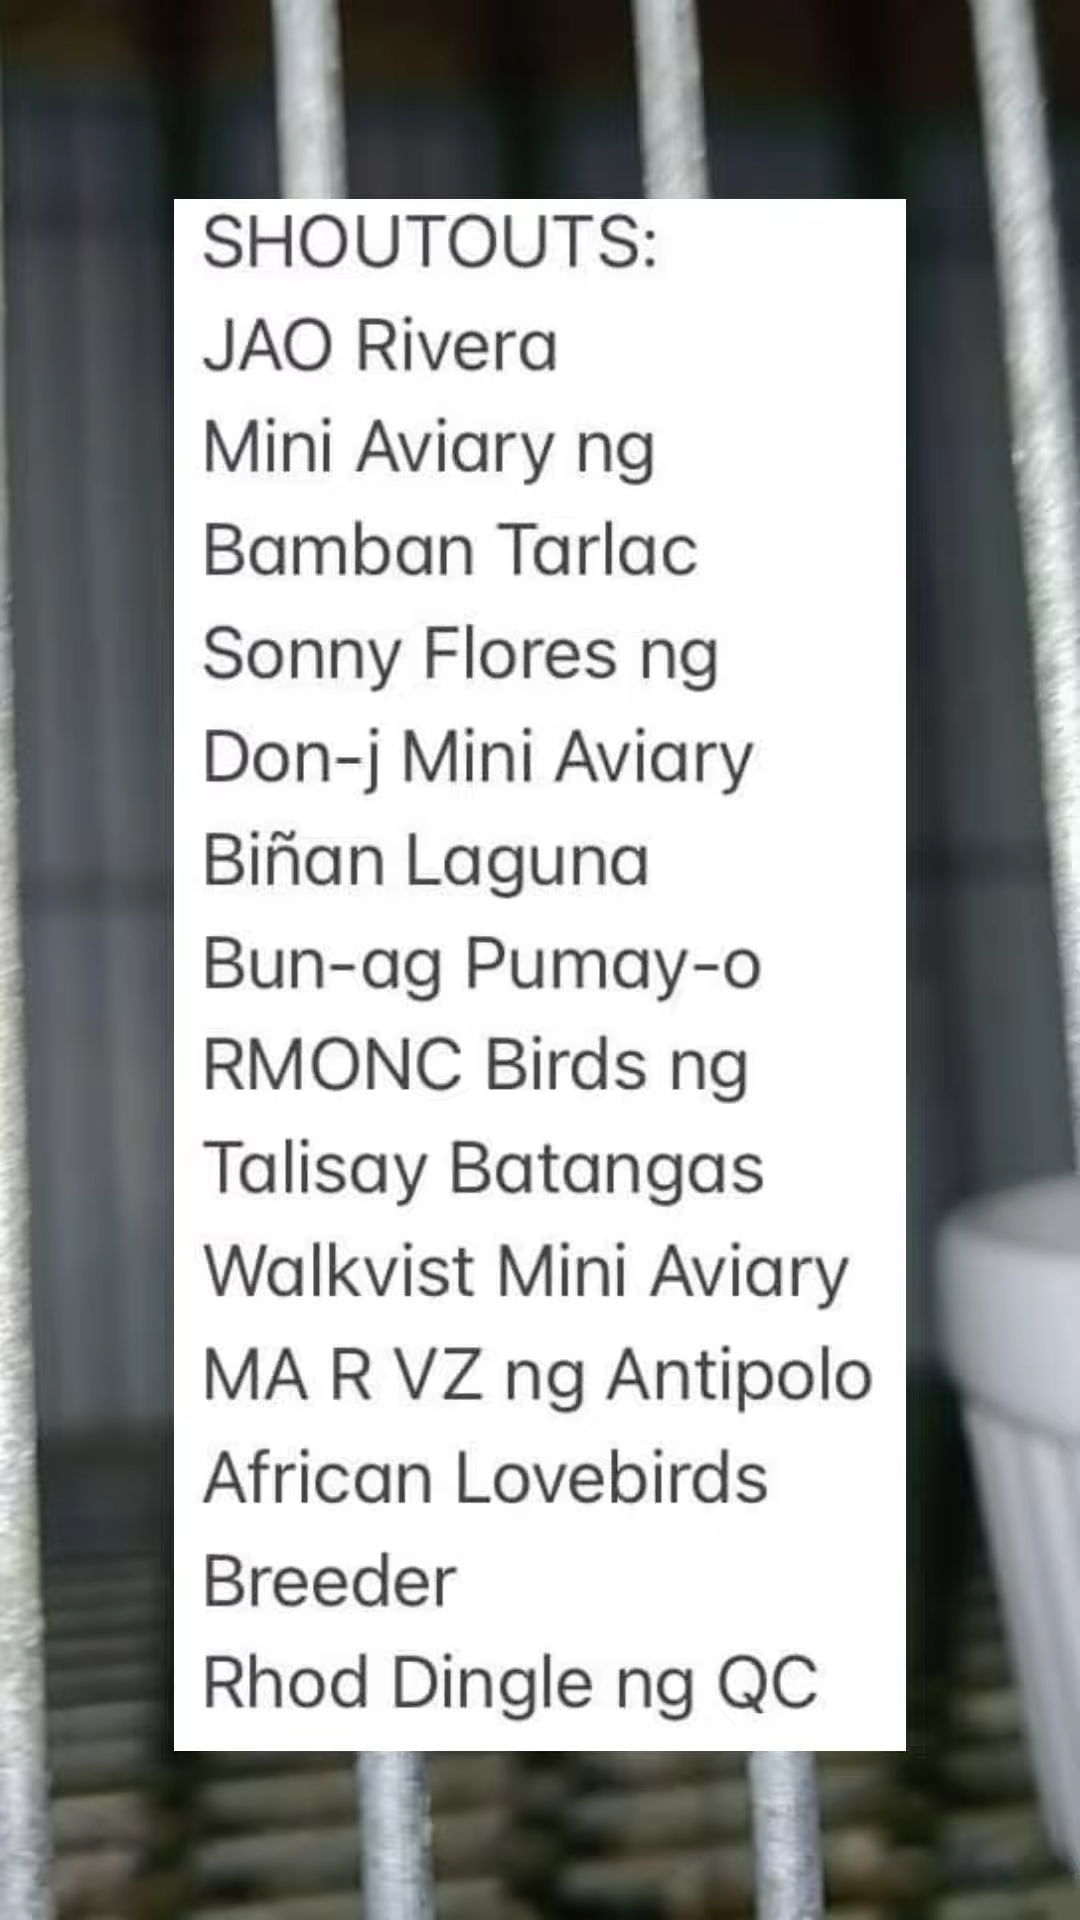 SHOUTOUTS:
JAO Rivera
Mini Aviary ng
Bamban Tarlac
Sonny Flores ng
Don-j Mini Aviary
Biñan Laguna
Bun-ag Pumay-o
RMONC Birds ng
Talisay Batangas
Walkvist Mini Aviary
MA R VZ ng Antipolo
African Lovebirds
Breeder
Rhod Dingle ng QC